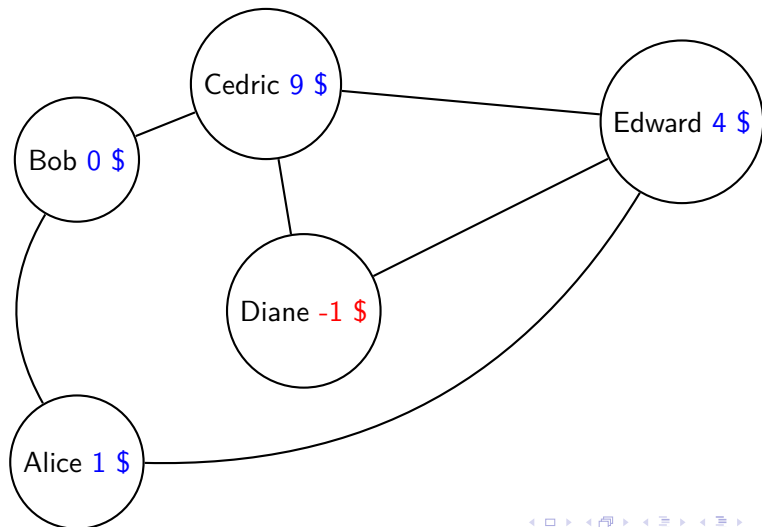 Cedric 9 $
Edward 4 $
Bob 0 $
Diane -1 $
Alice 1 $